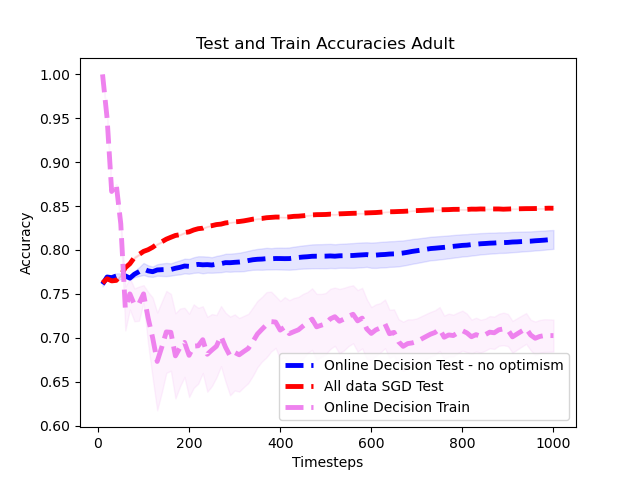 Test and Train Accuracies Adult
1.00
0.95
0.90
0.85
0.80
0.75
0.70
0.65
0.60
Accuracy
Online Decision Test - no optimism
All data SGD Test
Online Decision Train
0 200 400 600 800 1000
Timesteps